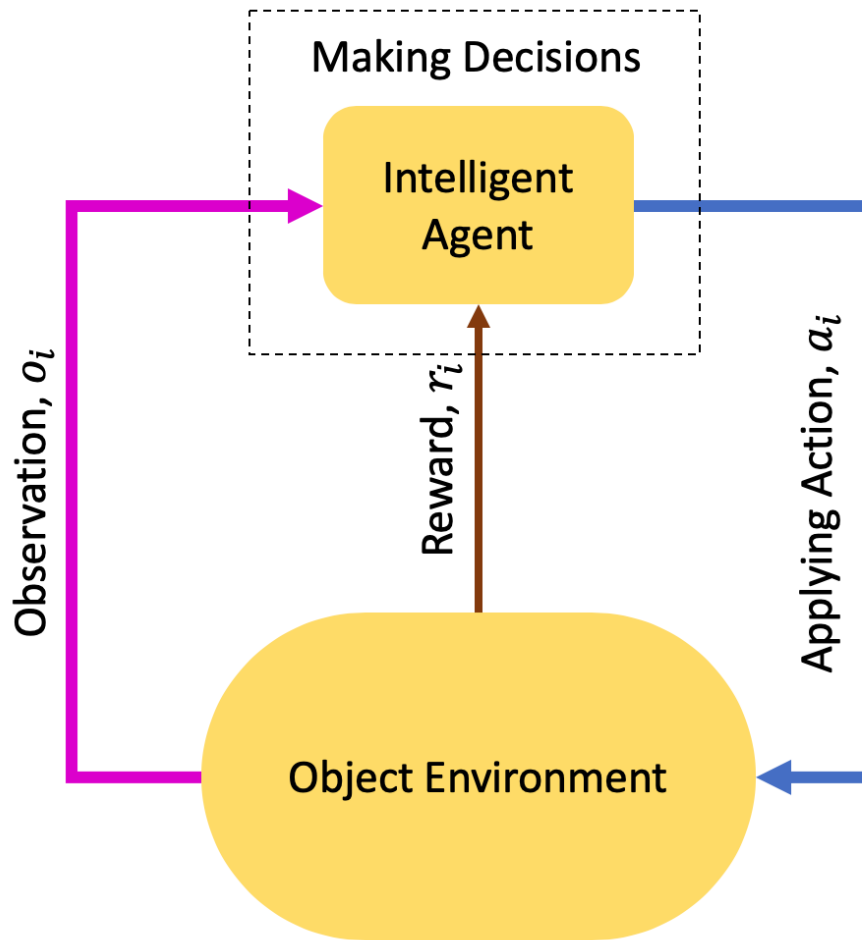 Making Decisions
Intelligent
Agent
Observation, oᵢ
Reward, rᵢ
Applying Action, aᵢ
Object Environment